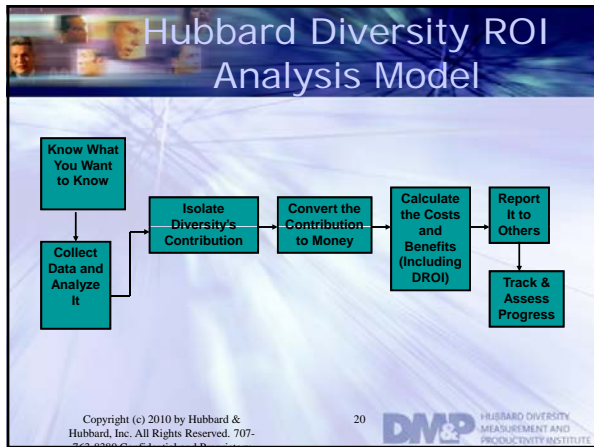 Hubbard Diversity ROI
Analysis Model
Know What
You Want
to Know
Collect
Data and
Analyze
It
Isolate
Diversity's
Contribution
Convert the
Contribution
to Money
Calculate
the Costs
and
Benefits
(Including
DROI)
Report
It to
Others
Track &
Assess
Progress
Copyright (c) 2010 by Hubbard &
Hubbard, Inc. All Rights Reserved. 707-
20
DM&P
HUBBARD DIVERSITY
MEASUREMENT AND
PRODUCTIVITY INSTITUTE